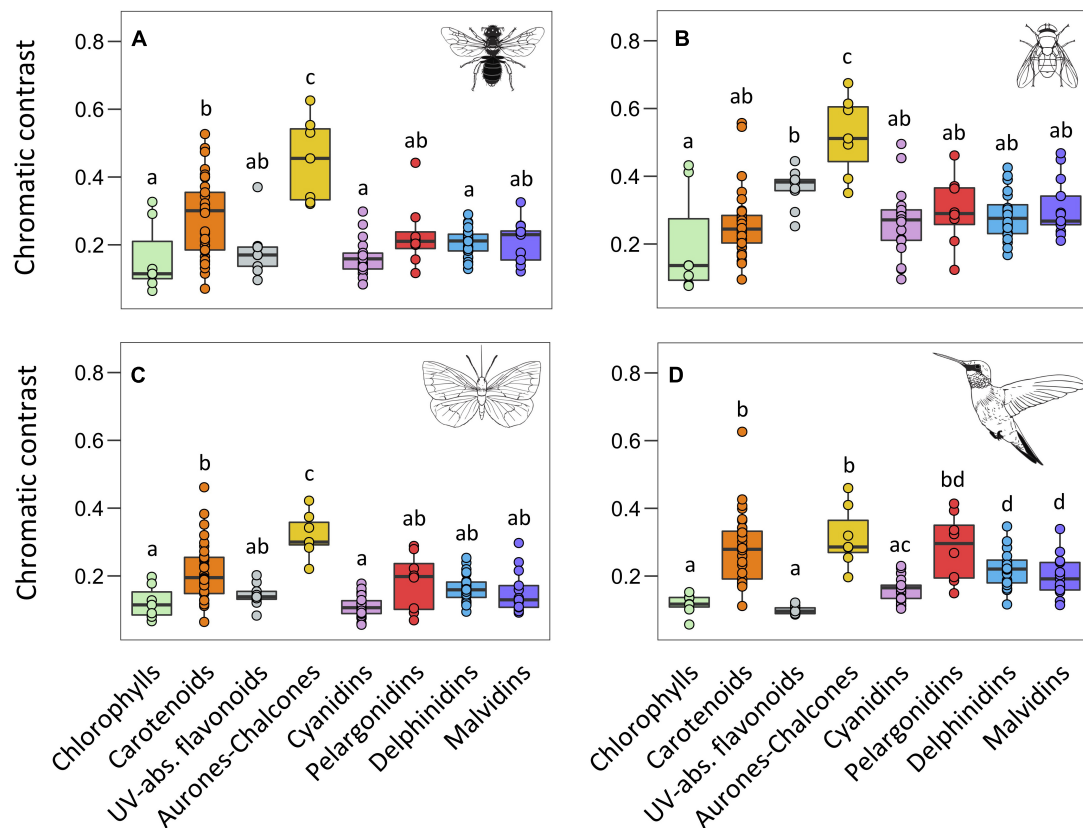 A
B
0.8
0.6
0.4
0.2
Chromatic contrast
a
b
ab
c
a
ab
a
ab
0.8
0.6
0.4
0.2
a
ab
b
c
ab
ab
ab
ab
C
D
0.8
0.6
0.4
0.2
Chromatic contrast
a
b
ab
c
a
ab
ab
ab
0.8
0.6
0.4
0.2
a
b
a
b
ac
bd
d
d
Chlorophylls
Carotenoids
UV-abs. flavonoids
Aurones-Chalcones
Cyanidins
Pelargonidins
Delphinidins
Malvidins
Chlorophylls
Carotenoids
UV-abs. flavonoid
Aurones-Chalcones
Cyanidins
Pelargonidins
Delphinidins
Malvidins